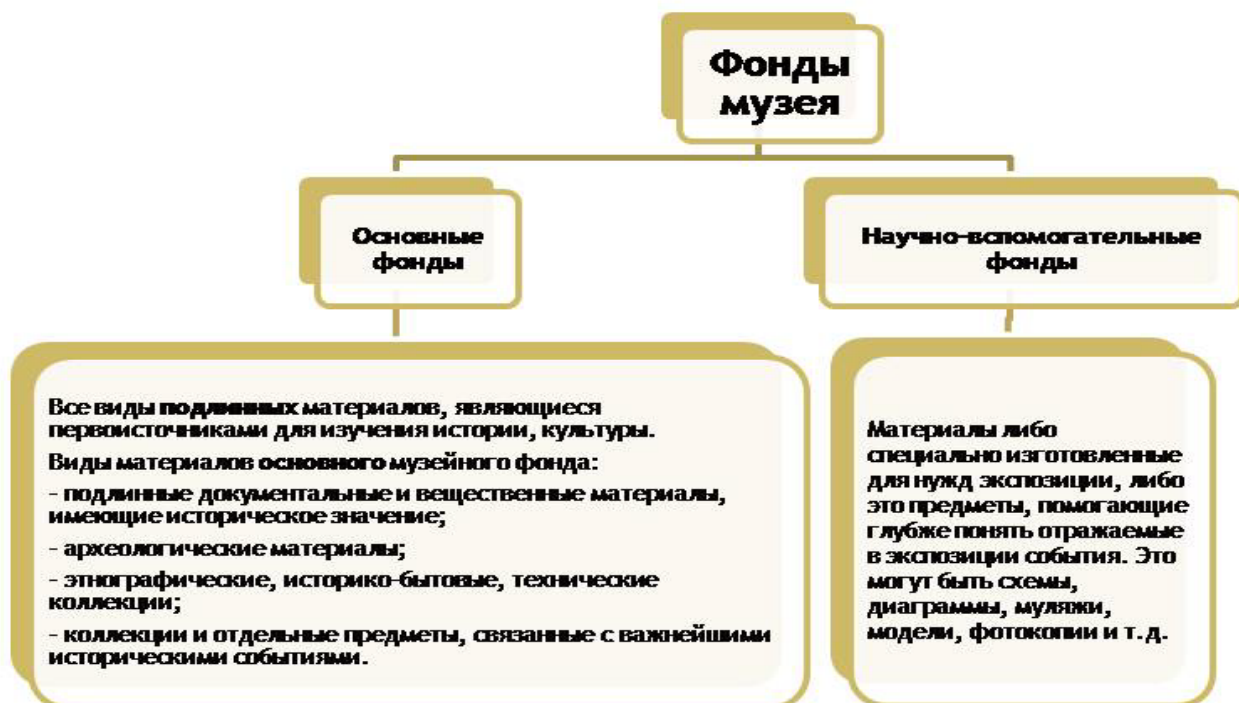 Фонды
музея
Основные
фонды
Научно-вспомогательные
фонды
Все виды подлинных материалов, являющиеся
первоисточниками для изучения истории, культуры.
Виды материалов основного музейного фонда:
- подлинные документальные и вещественные материалы,
имеющие историческое значение;
- археологические материалы;
- этнографические, историко-бытовые, технические
коллекции;
- коллекции и отдельные предметы, связанные с важнейшими
историческими событиями.
Материалы либо
специально изготовленные
для нужд экспозиции, либо
это предметы, помогающие
глубже понять отражаемые
в экспозиции события. Это
могут быть схемы,
диаграммы, муляжи,
модели, фотокопии и т.д.